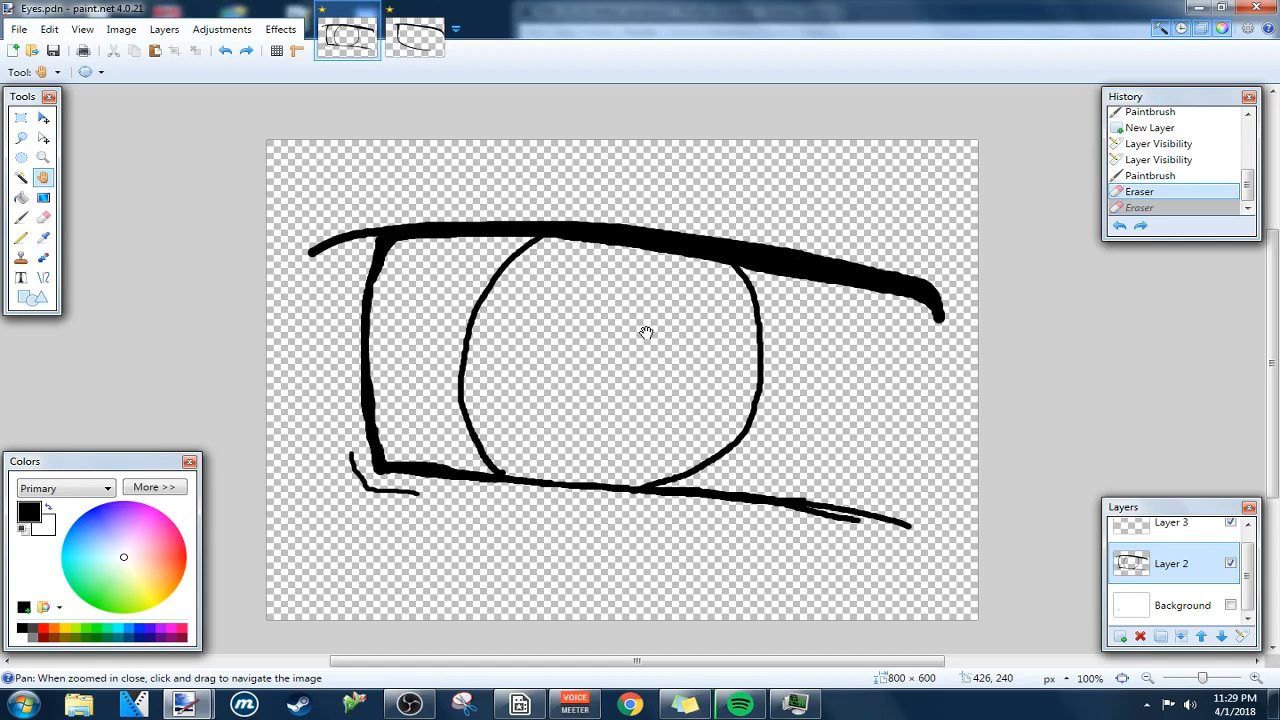 Eyes.pdn - paint.net 4.0.21
File Edit View Image Layers Adjustments Effects
Tool:
Tools
History
Paintbrush
New Layer
Layer Visibility
Layer Visibility
Paintbrush
Eraser
Eraser
Colors
Primary
More >>
Layers
Layer 3
Layer 2
Background
Pan: When zoomed in close, click and drag to navigate the image
800 × 600
426, 240
px
100%
VOICE
MEETER
11:29 PM
4/1/2018